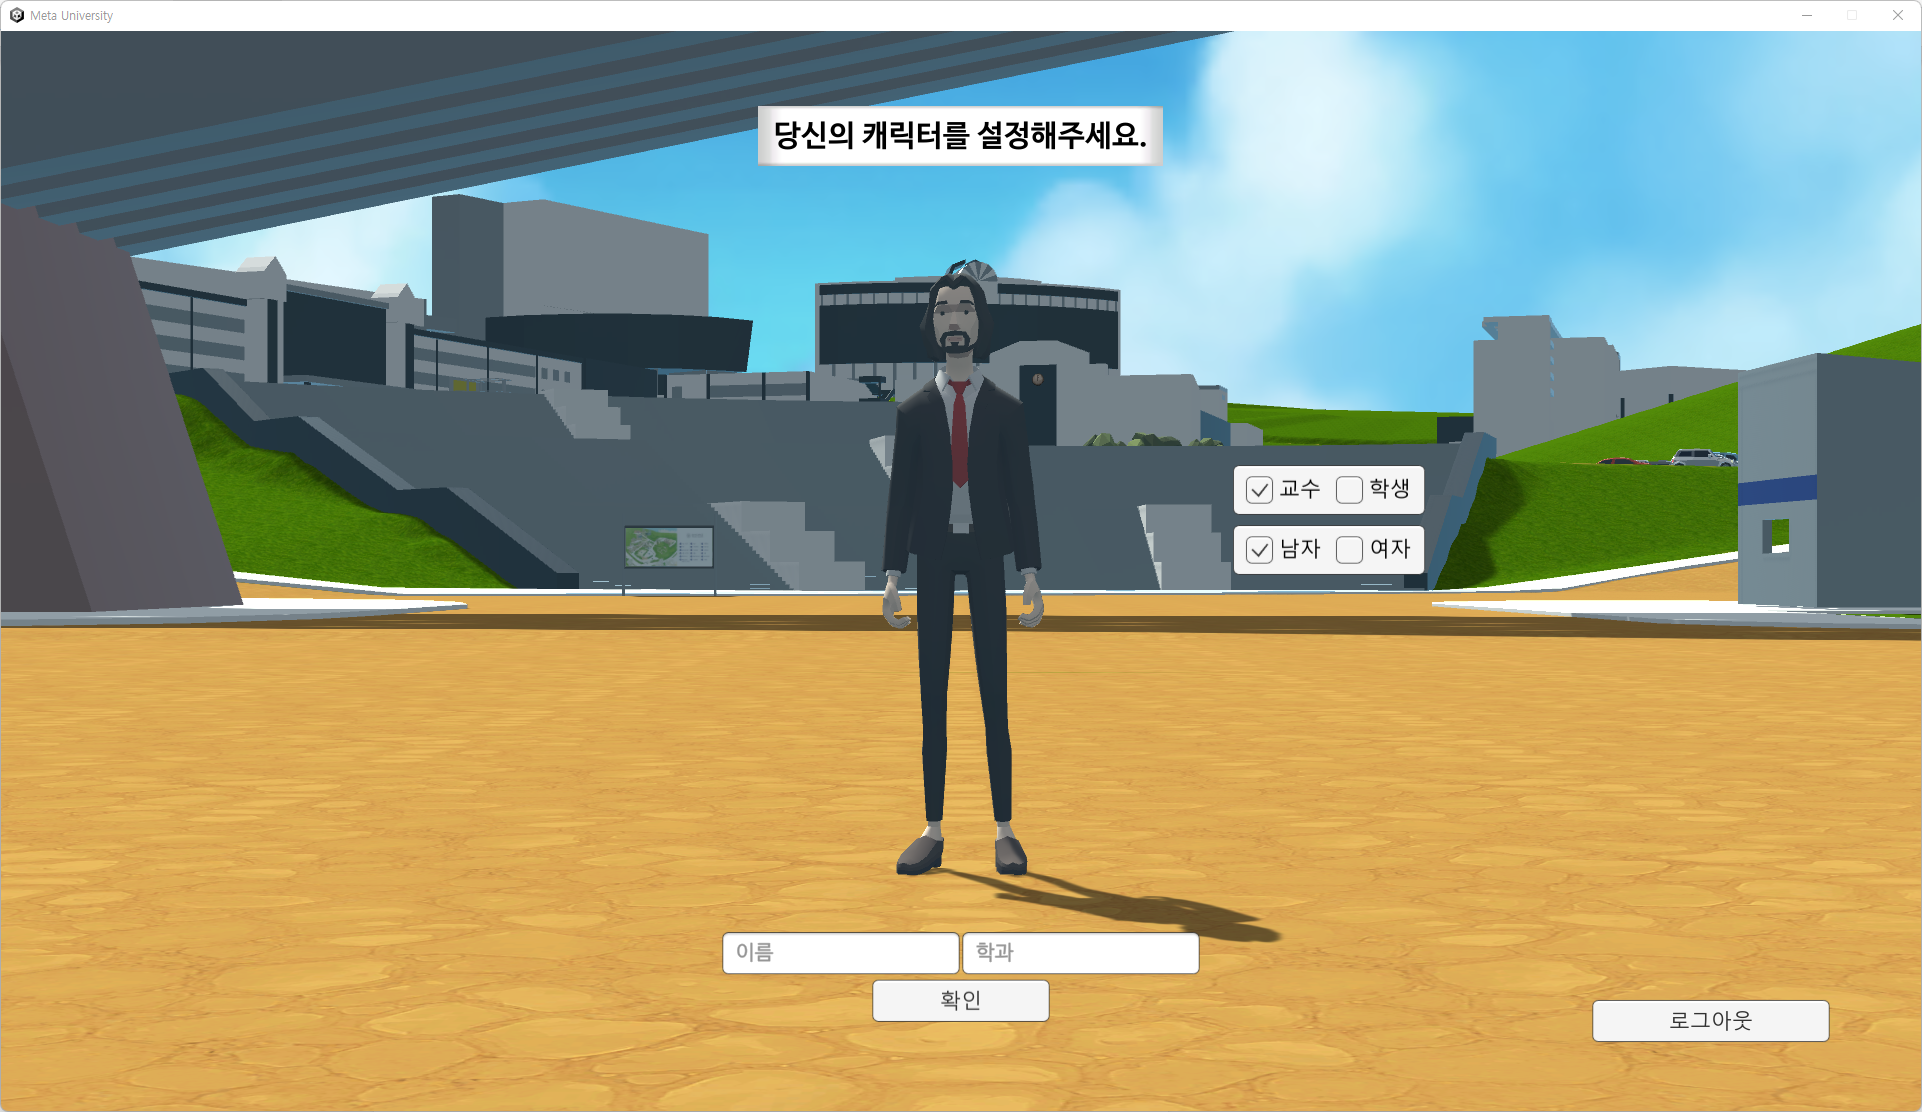 Meta University
당신의 캐릭터를 설정해주세요.
교수 학생
남자 여자
이름 학과
확인
로그아웃